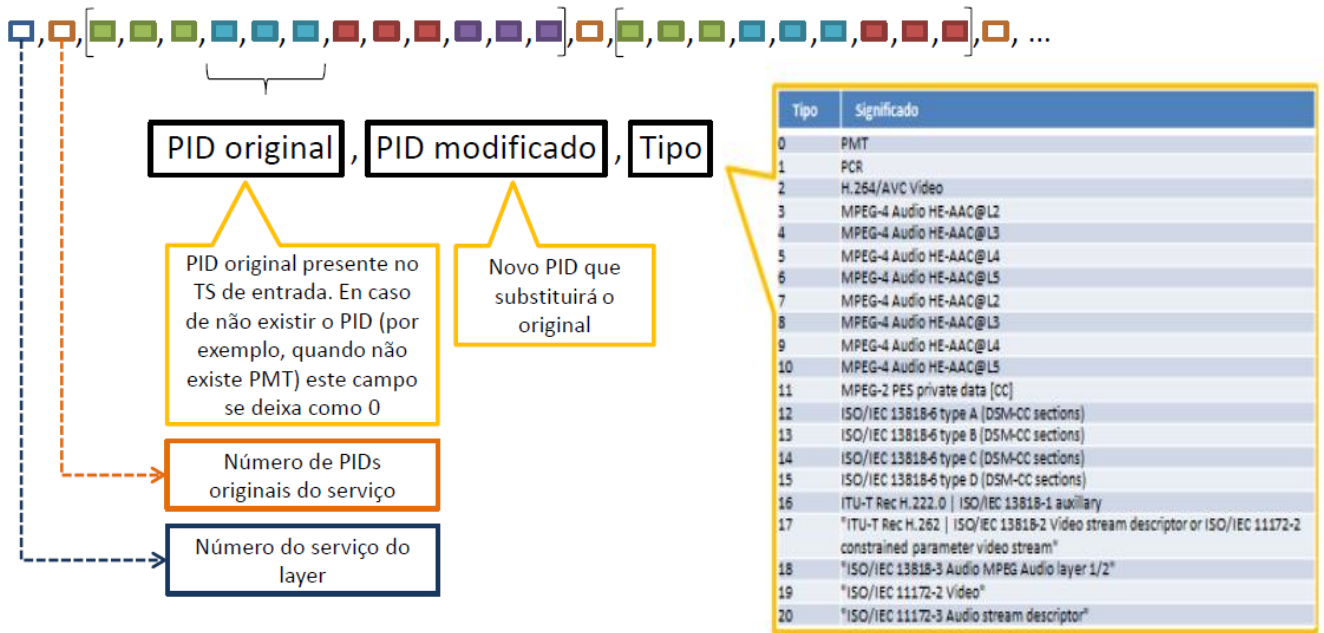 , , [ , , , , , , , , , , , ], , [ , , , , , , , , ], , ...
PID original , PID modificado , Tipo
PID original presente no
TS de entrada. En caso
de não existir o PID (por
exemplo, quando não
existe PMT) este campo
se deixa como 0
Novo PID que
substituirá o
original
Número de PIDs
originais do serviço
Número do serviço do
layer
Tipo Significado
0 PMT
1 PCR
2 H.264/AVC Vídeo
3 MPEG-4 Audio HE-AAC@L2
4 MPEG-4 Audio HE-AAC@L3
5 MPEG-4 Audio HE-AAC@L4
6 MPEG-4 Audio HE-AAC@L5
7 MPEG-4 Audio HE-AAC@L2
8 MPEG-4 Audio HE-AAC@L3
9 MPEG-4 Audio HE-AAC@L4
10 MPEG-4 Audio HE-AAC@L5
11 MPEG-2 PES private data [CC]
12 ISO/IEC 13818-6 type A (DSM-CC sections)
13 ISO/IEC 13818-6 type B (DSM-CC sections)
14 ISO/IEC 13818-6 type C (DSM-CC sections)
15 ISO/IEC 13818-6 type D (DSM-CC sections)
16 ITU-T Rec H.222.0 | ISO/IEC 13818-1 auxillary
17 "ITU-T Rec H.262 | ISO/IEC 13818-2 Video stream descriptor or ISO/IEC 11172-2
constrained parameter video stream"
18 "ISO/IEC 13818-3 Audio MPEG Audio layer 1/2"
19 "ISO/IEC 11172-2 Video"
20 "ISO/IEC 11172-3 Audio stream descriptor"